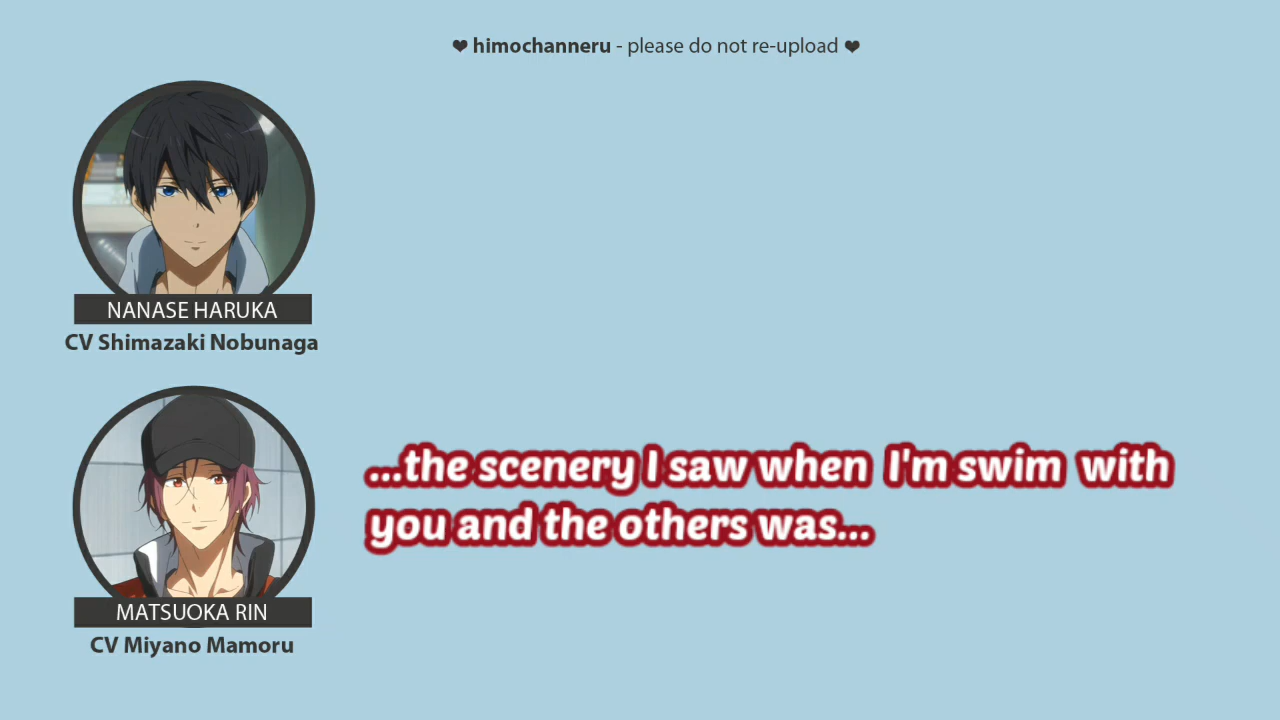 ❤ himochanneru - please do not re-upload ❤
NANASE HARUKA
CV Shimazaki Nobunaga
...the scenery I saw when I'm swim with
you and the others was...
MATSUOKA RIN
CV Miyano Mamoru